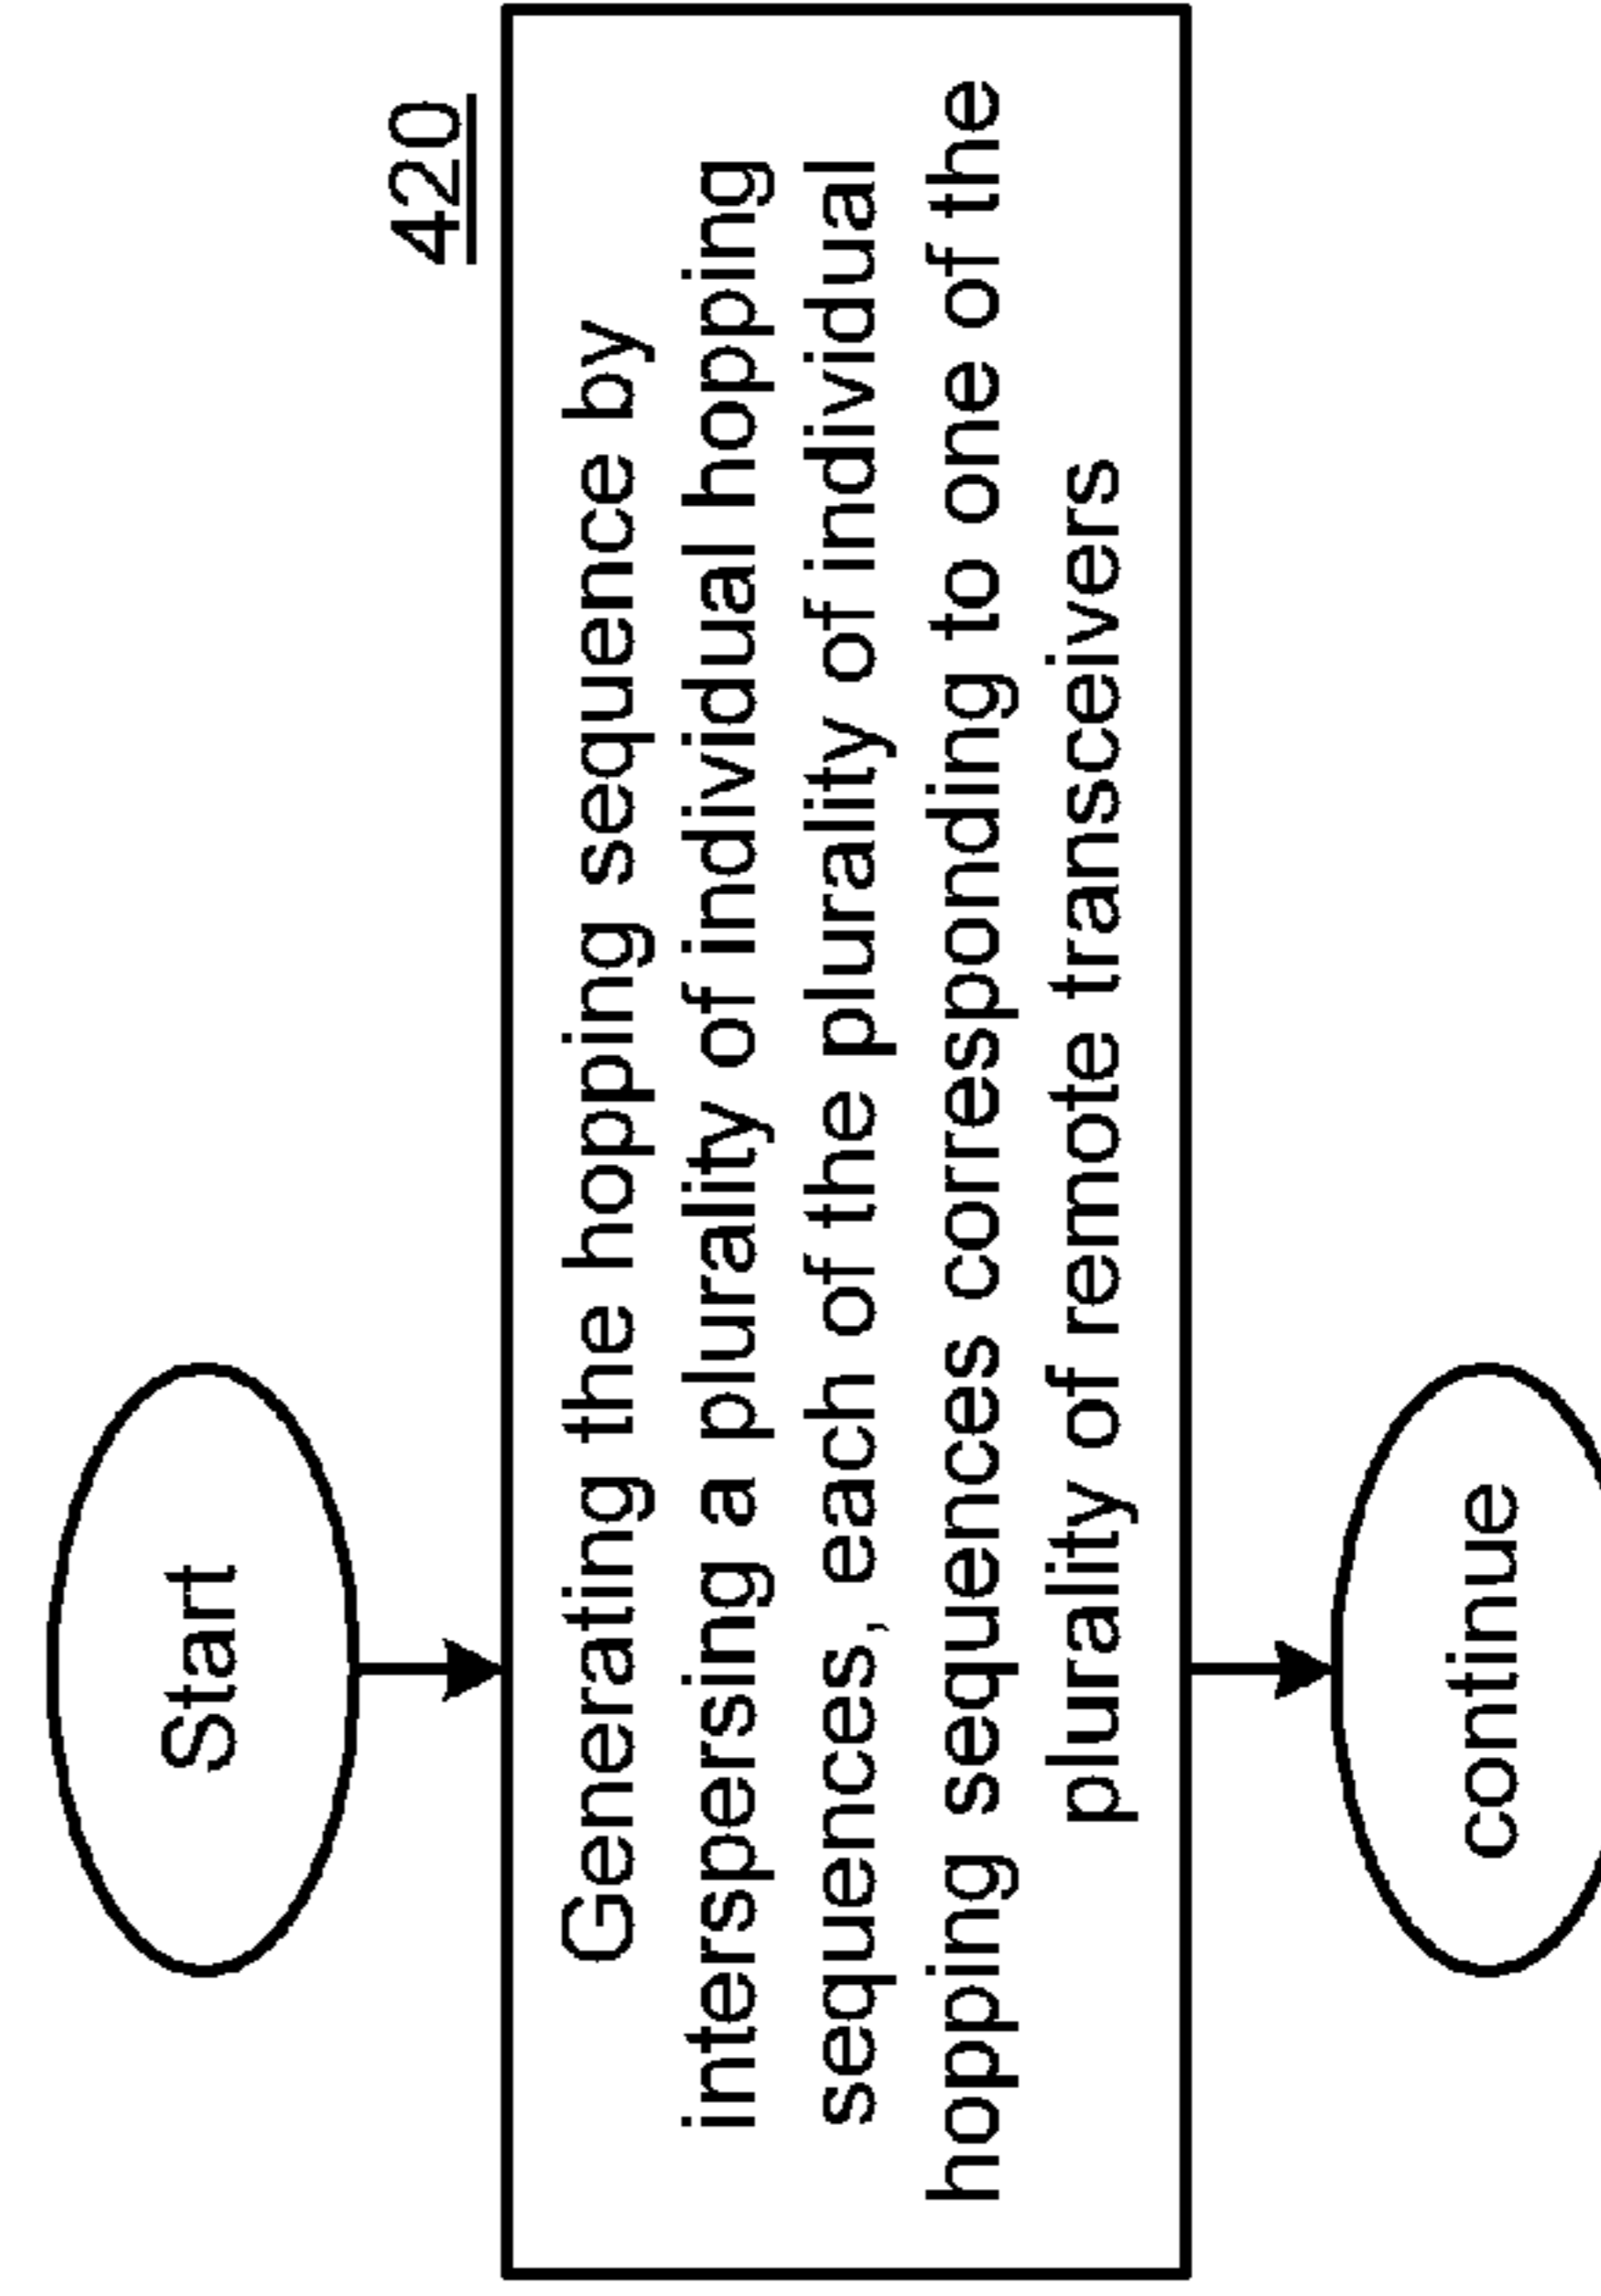 Start
420
Generating the hopping sequence by
interspersing a plurality of individual hopping
sequences, each of the plurality of individual
hopping sequences corresponding to one of the
plurality of remote transceivers
continue